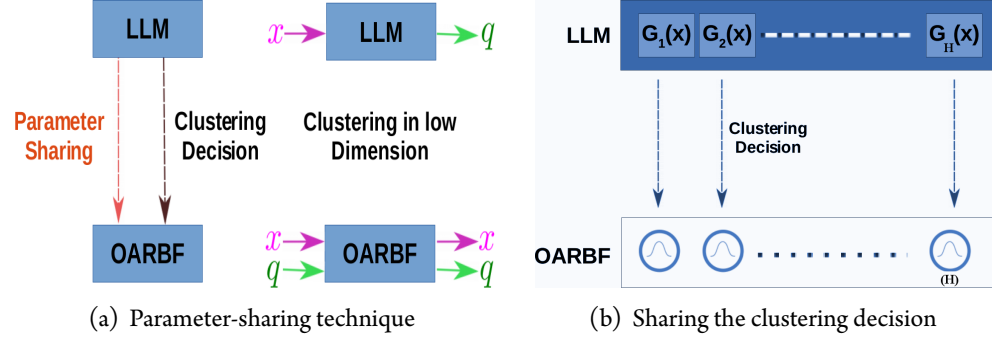 LLM
Parameter
Sharing
Clustering
Decision
OARBF
x LLM q
Clustering in low
Dimension
x OARBF x
q q
(a) Parameter-sharing technique
LLM G1(x) G2(x) GH(x)
Clustering
Decision
OARBF
(H)
(b) Sharing the clustering decision